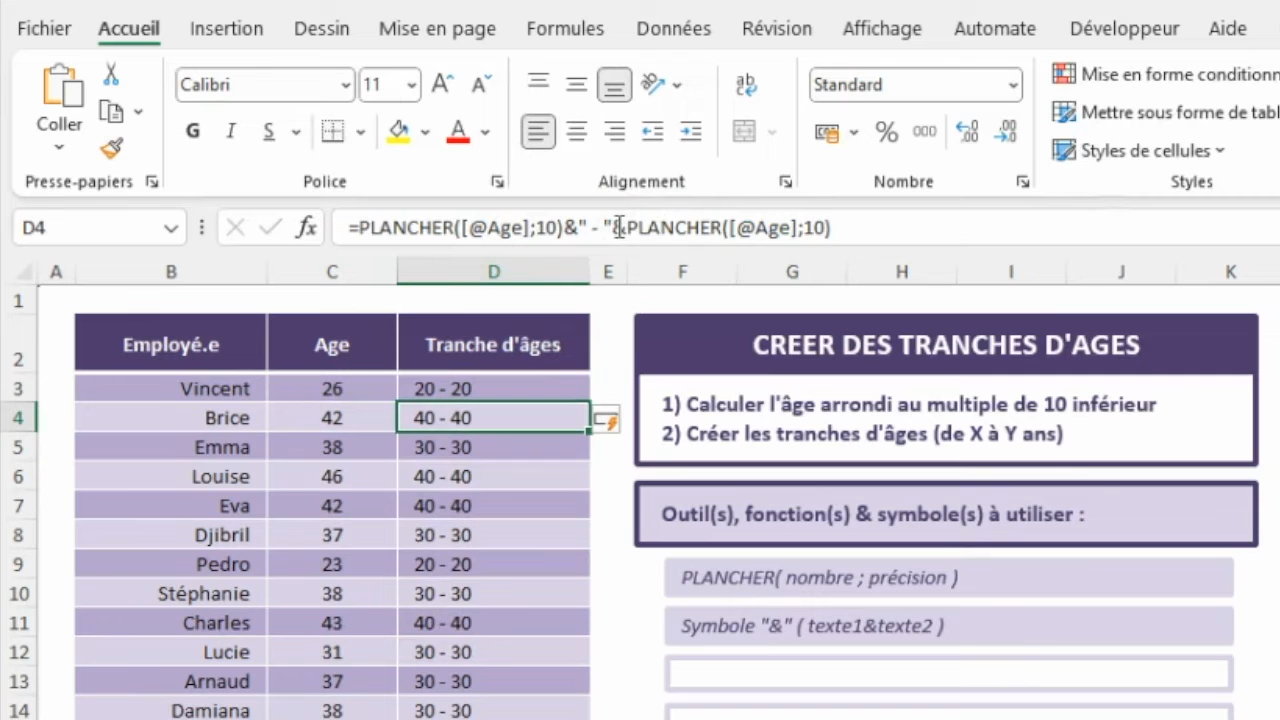 Fichier Accueil Insertion Dessin Mise en page Formules Données Révision Affichage Automate Développeur Aide
Calibri 11 A A ab Standard Mise en forme conditionn
Coller G I S A % 000 Mettre sous forme de tabl
Styles de cellules
Presse-papiers Police Alignement Nombre Styles
D4 fx =PLANCHER([@Age];10)&" - "&PLANCHER([@Age];10)
A B C D E F G H I J K
1
2 Employé.e Age Tranche d'âges CREER DES TRANCHES D'AGES
3 Vincent 26 20 - 20 1) Calculer l'âge arrondi au multiple de 10 inférieur
4 Brice 42 40 - 40 2) Créer les tranches d'âges (de X à Y ans)
5 Emma 38 30 - 30
6 Louise 46 40 - 40
7 Eva 42 40 - 40 Outil(s), fonction(s) & symbole(s) à utiliser :
8 Djibril 37 30 - 30
9 Pedro 23 20 - 20 PLANCHER( nombre ; précision )
10 Stéphanie 38 30 - 30
11 Charles 43 40 - 40 Symbole "&" ( texte1&texte2 )
12 Lucie 31 30 - 30
13 Arnaud 37 30 - 30
14 Damiana 38 30 - 30